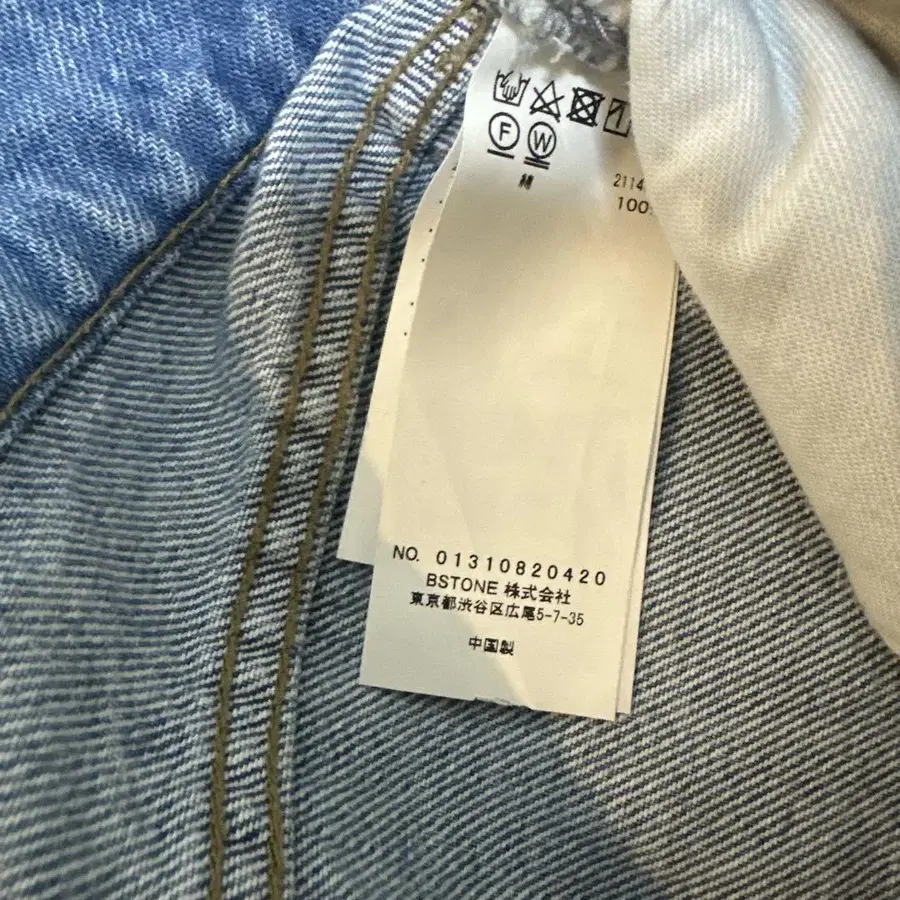 F W
綿
2114
100
NO. 01310820420
BSTONE 株式会社
東京都渋谷区広尾5-7-35
中国製